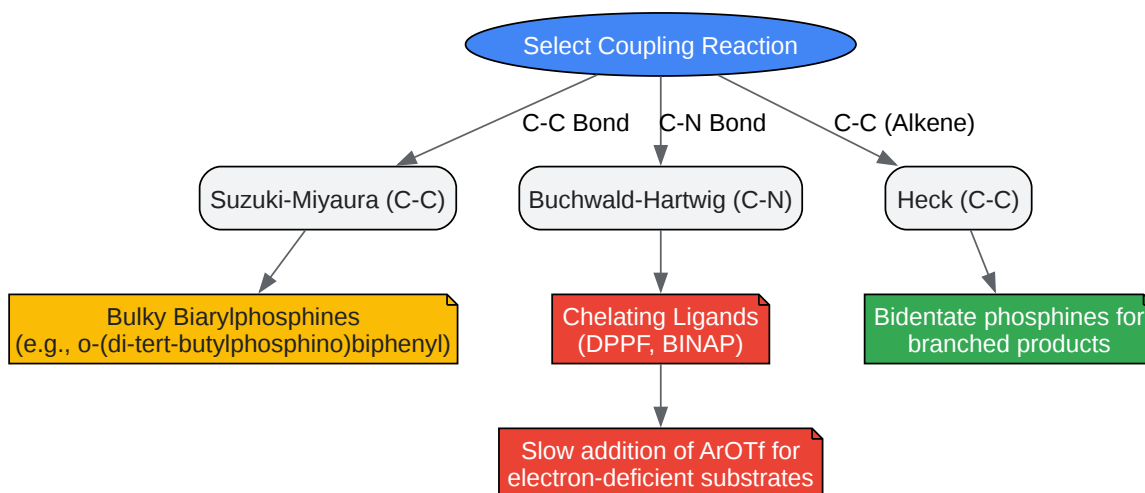 Select Coupling Reaction
C-C Bond
C-N Bond
C-C (Alkene)
Suzuki-Miyaura (C-C)
Buchwald-Hartwig (C-N)
Heck (C-C)
Bulky Biarylphosphines
(e.g., o-(di-tert-butylphosphino)biphenyl)
Chelating Ligands
(DPPF, BINAP)
Bidentate phosphines for
branched products
Slow addition of ArOTf for
electron-deficient substrates